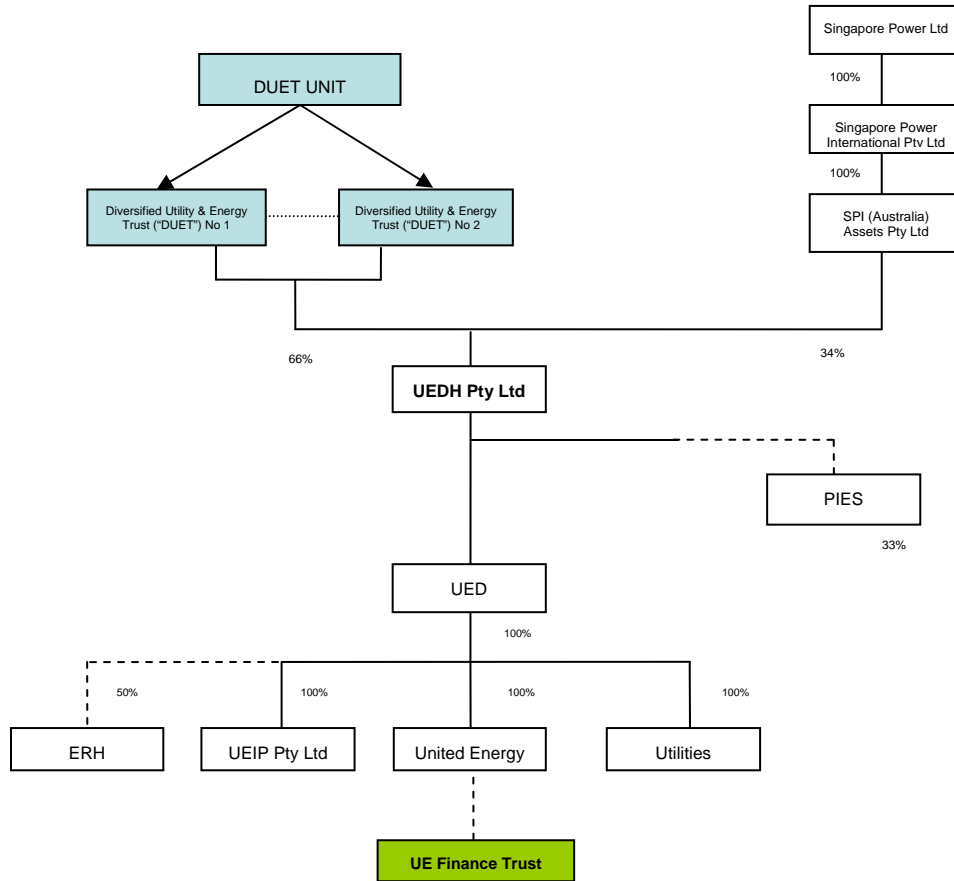 Singapore Power Ltd
100%
DUET UNIT
Singapore Power
International Ptv Ltd
100%
Diversified Utility & Energy
Trust ("DUET") No 1
Diversified Utility & Energy
Trust ("DUET") No 2
SPI (Australia)
Assets Pty Ltd
66%
34%
UEDH Pty Ltd
PIES
33%
UED
100%
50%
100%
100%
100%
ERH
UEIP Pty Ltd
United Energy
Utilities
UE Finance Trust